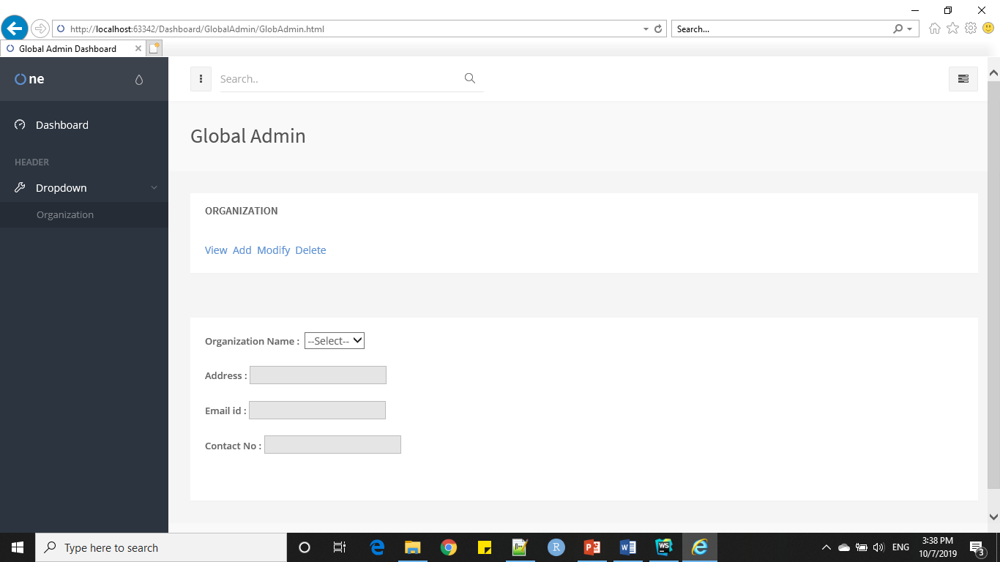 http://localhost:63342/Dashboard/GlobalAdmin/GlobAdmin.html
Search...
Global Admin Dashboard
ne
Search..
Dashboard
Global Admin
HEADER
Dropdown
Organization
ORGANIZATION
View Add Modify Delete
Organization Name : --Select--
Address :
Email id :
Contact No :
Type here to search
R
P
W
WS
ENG
3:38 PM
10/7/2019
3